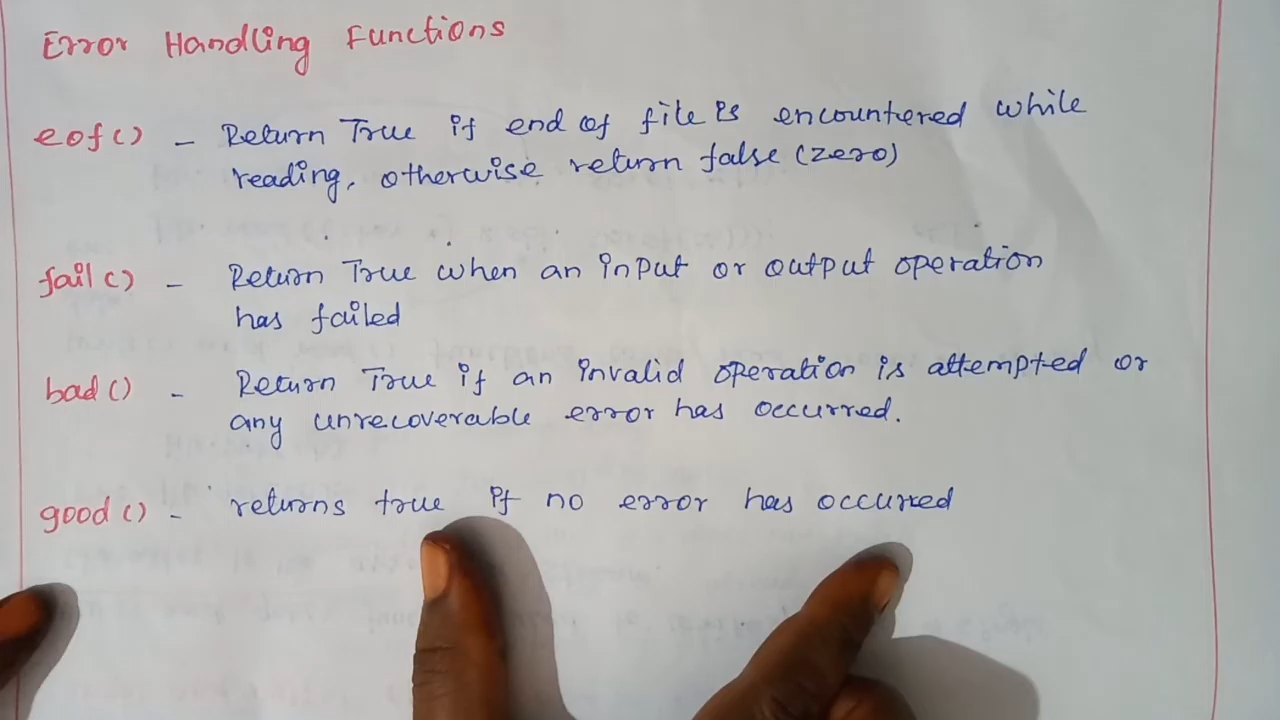 Error Handling Functions
eof() - Return True if end of file is encountered while
reading, otherwise return false (zero)
fail() - Return True when an input or output operation
has failed
bad() - Return True if an invalid operation is attempted or
any unrecoverable error has occurred.
good() - returns true if no error has occurred